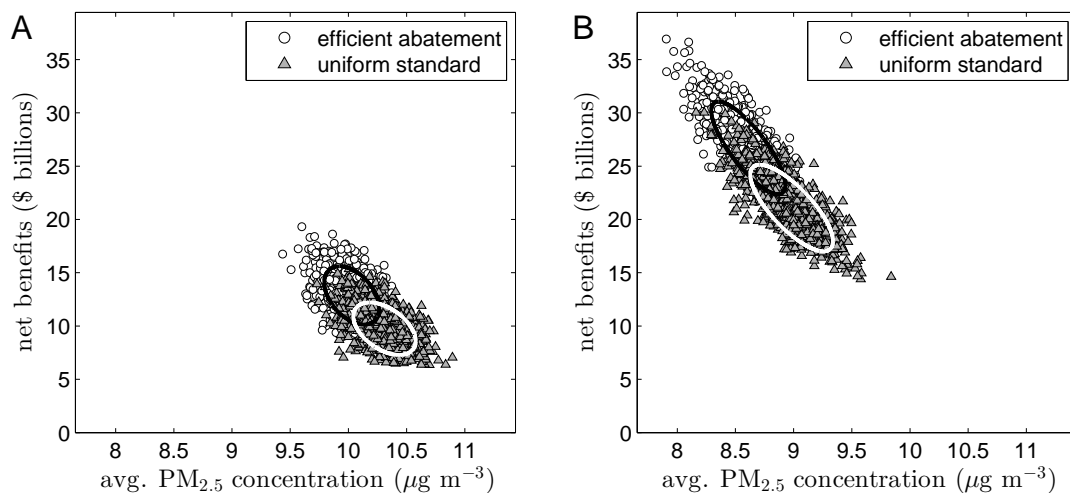 A
efficient abatement
uniform standard
net benefits ($ billions)
35
30
25
20
15
10
5
0
8 8.5 9 9.5 10 10.5 11
avg. PM2.5 concentration (μg m−3)
B
efficient abatement
uniform standard
net benefits ($ billions)
35
30
25
20
15
10
5
0
8 8.5 9 9.5 10 10.5 11
avg. PM2.5 concentration (μg m−3)